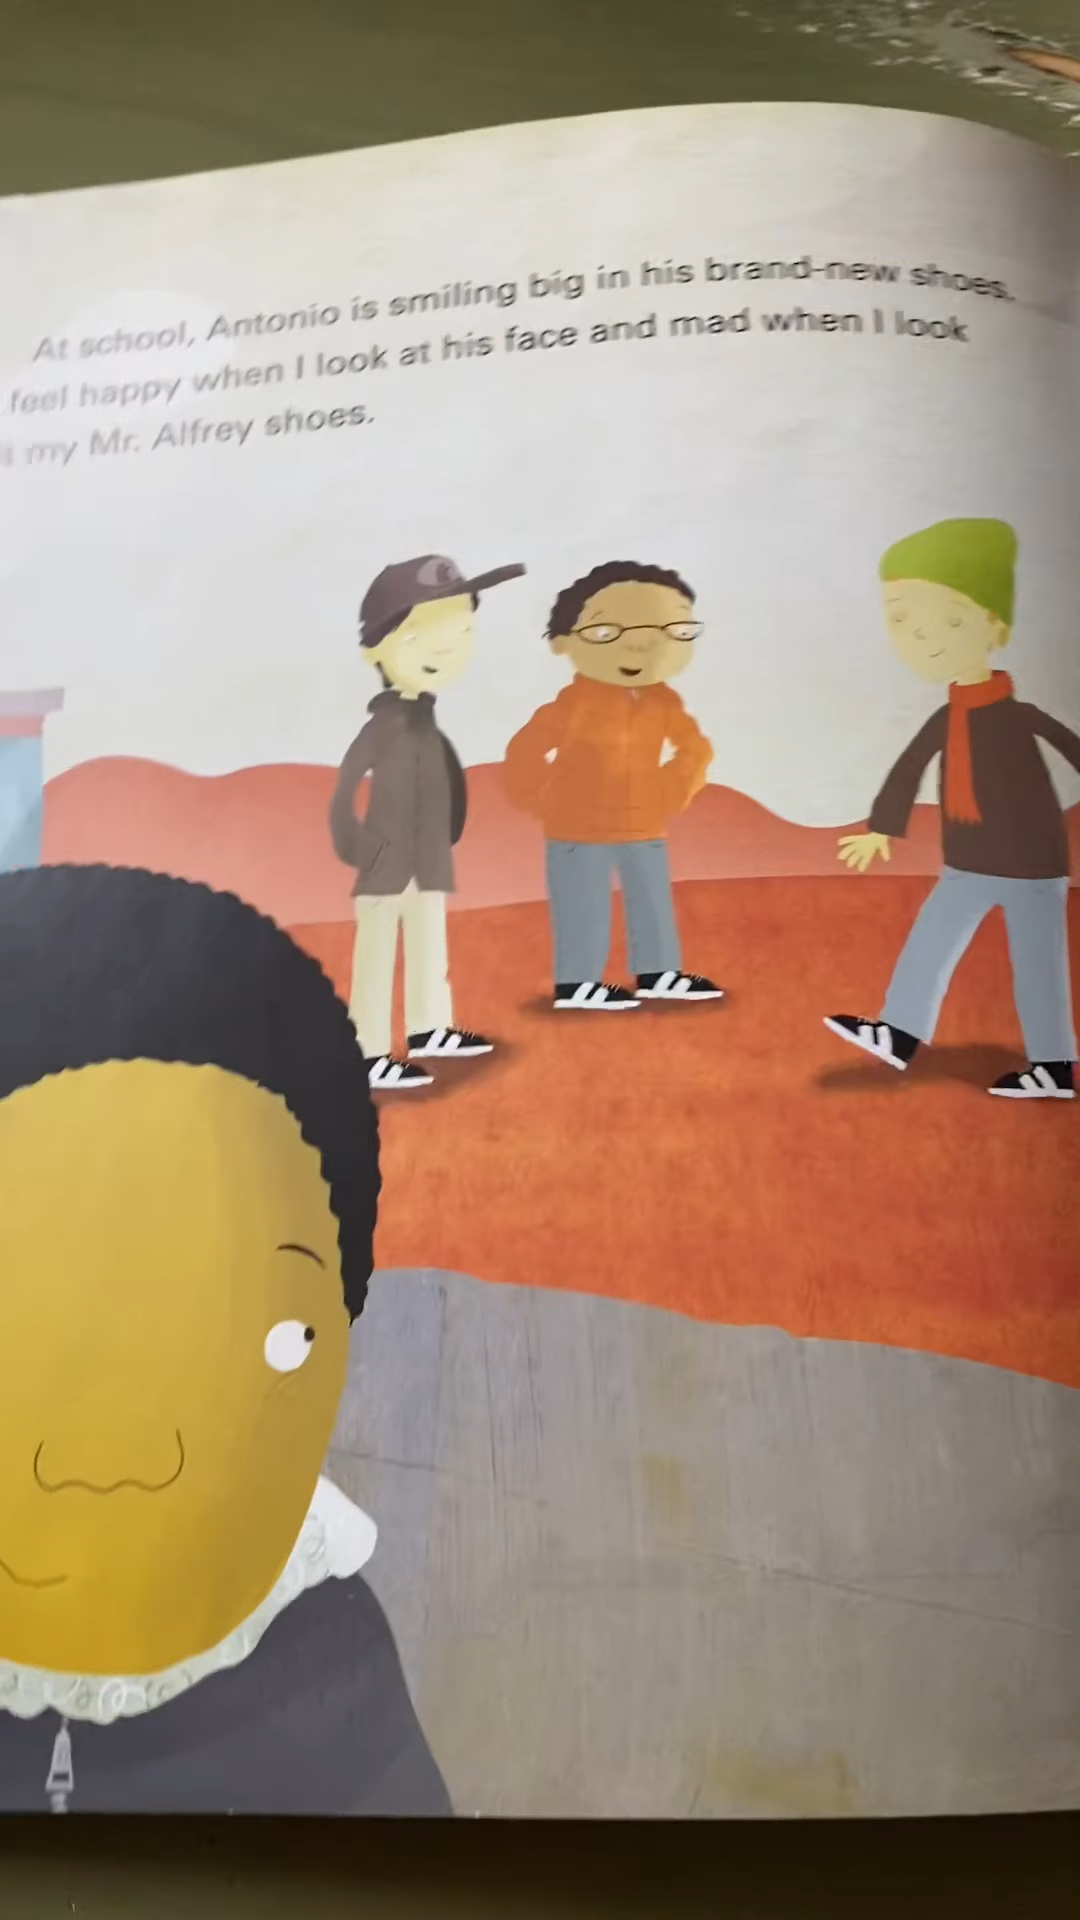 At school, Antonio is smiling big in his brand-new shoes.
feel happy when I look at his face and mad when I look
my Mr. Alfrey shoes.